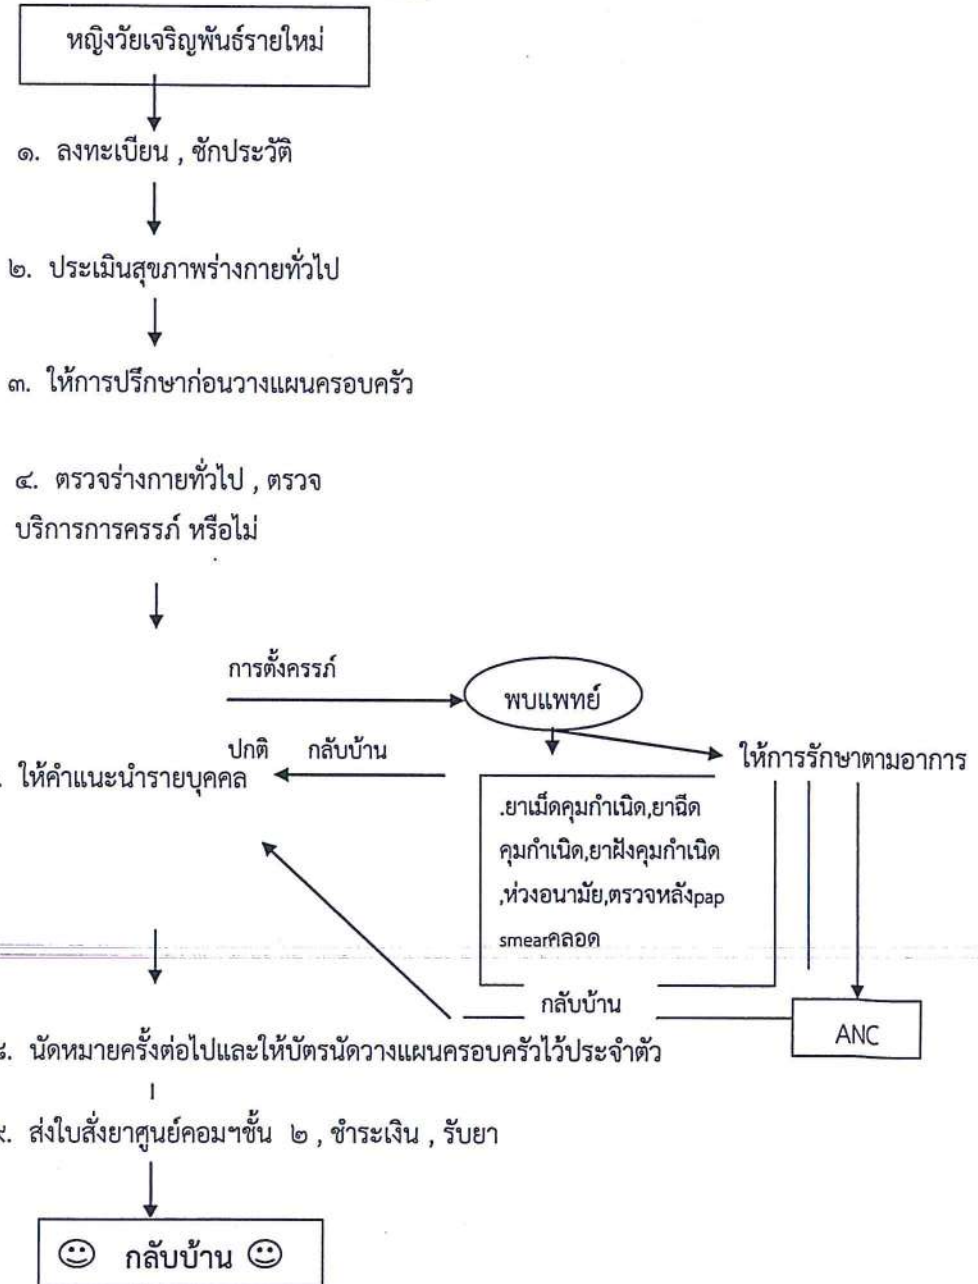 หญิงวัยเจริญพันธ์รายใหม่
๑. ลงทะเบียน , ซักประวัติ
๒. ประเมินสุขภาพร่างกายทั่วไป
๓. ให้การปรึกษาก่อนวางแผนครอบครัว
๔. ตรวจร่างกายทั่วไป , ตรวจ
บริการการครรภ์ หรือไม่
การตั้งครรภ์
พบแพทย์
ปกติ กลับบ้าน
ให้คำแนะนำรายบุคคล
ให้การรักษาตามอาการ
.ยาเม็ดคุมกำเนิด,ยาฉีด
คุมกำเนิด,ยาฝังคุมกำเนิด
,ห่วงอนามัย,ตรวจหลังpap
smearคลอด
กลับบ้าน
ANC
นัดหมายครั้งต่อไปและให้บัตรนัดวางแผนครอบครัวไว้ประจำตัว
ส่งใบสั่งยาศูนย์คอมฯชั้น ๒ , ชำระเงิน , รับยา
☺ กลับบ้าน ☺